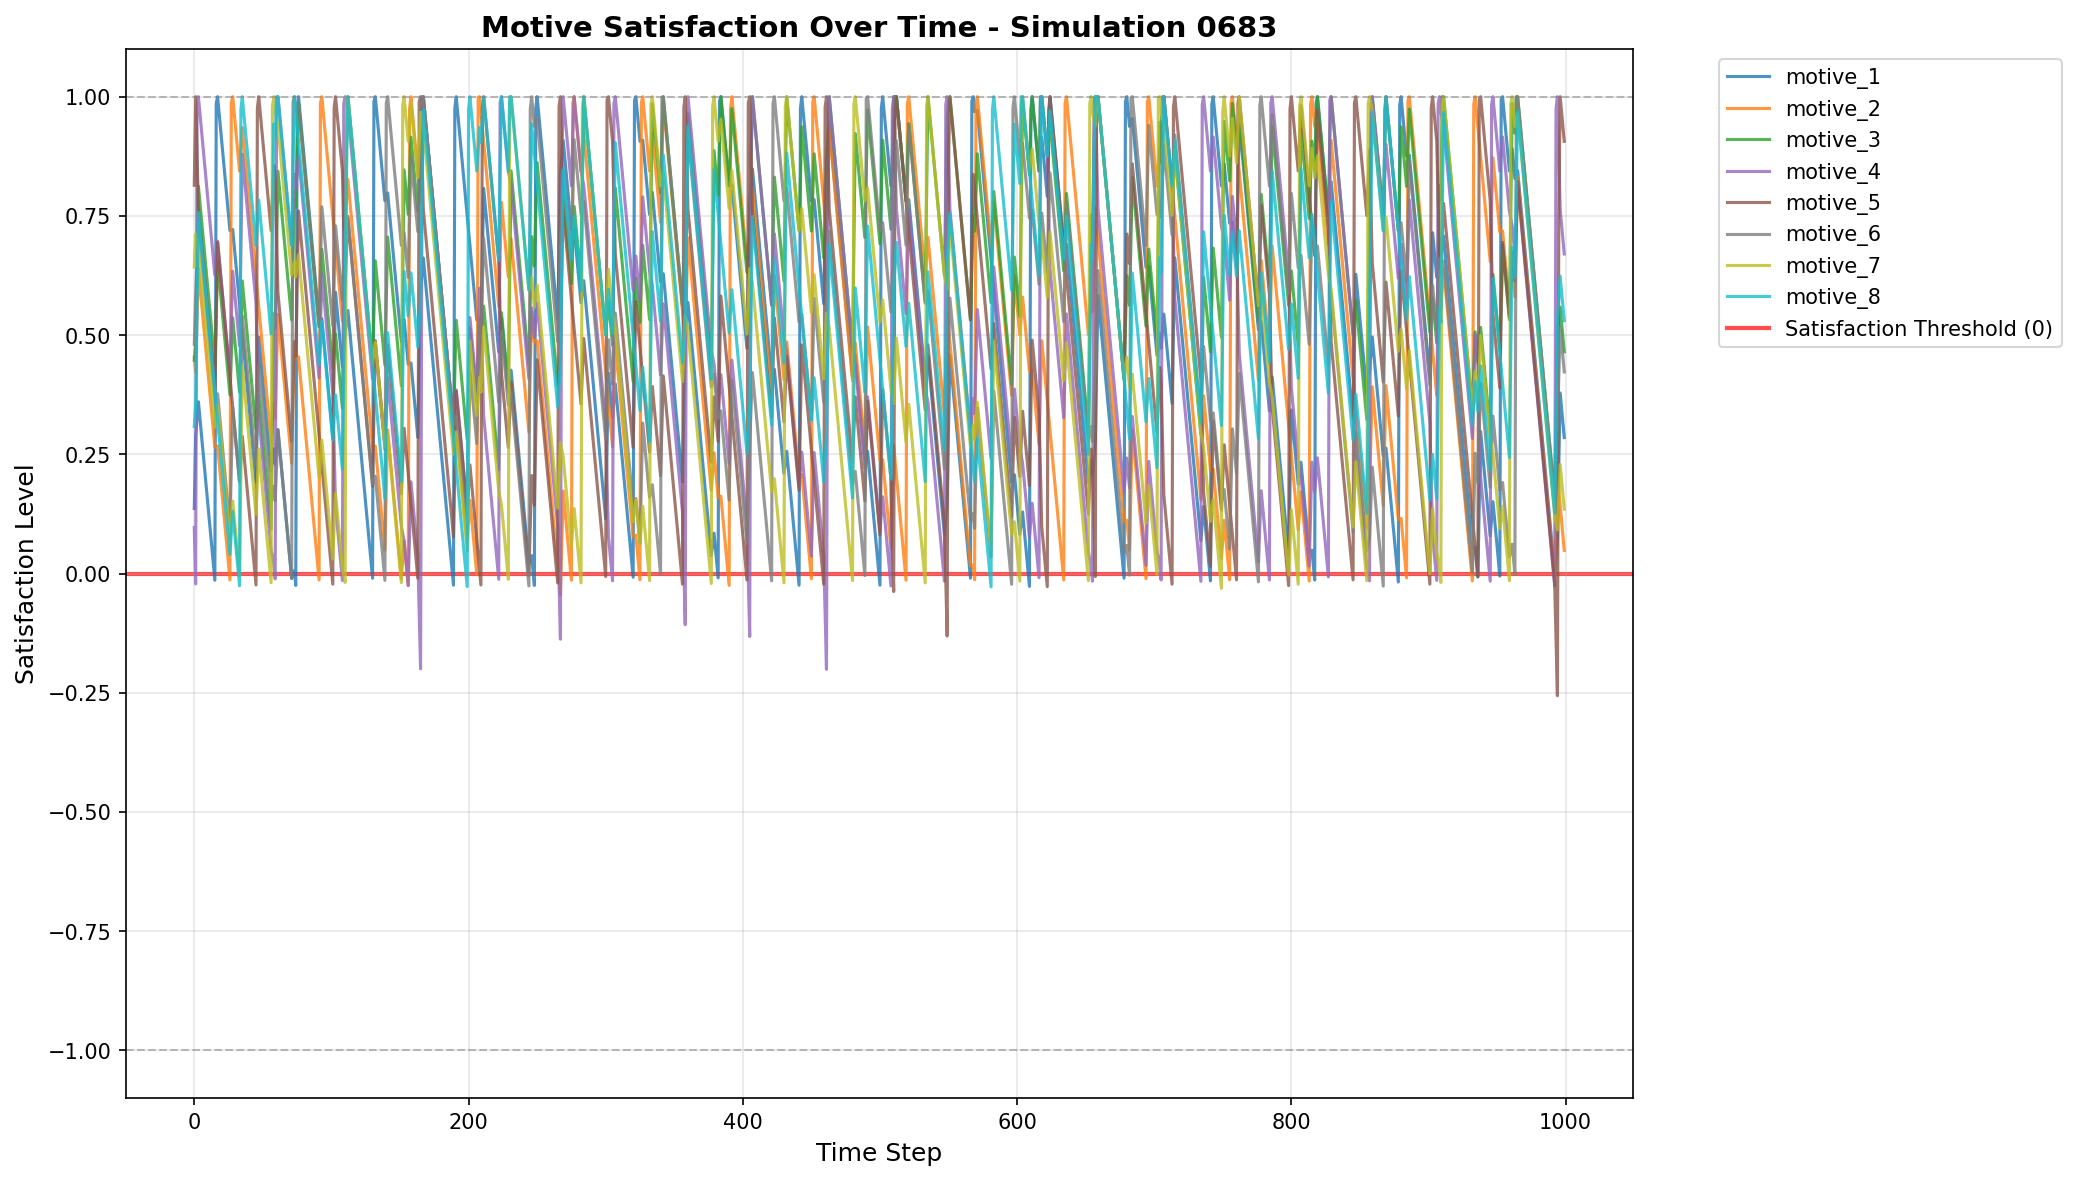 Motive Satisfaction Over Time - Simulation 0683
Satisfaction Level
1.00
0.75
0.50
0.25
0.00
−0.25
−0.50
−0.75
−1.00
0
200
400
600
800
1000
Time Step
motive_1
motive_2
motive_3
motive_4
motive_5
motive_6
motive_7
motive_8
Satisfaction Threshold (0)